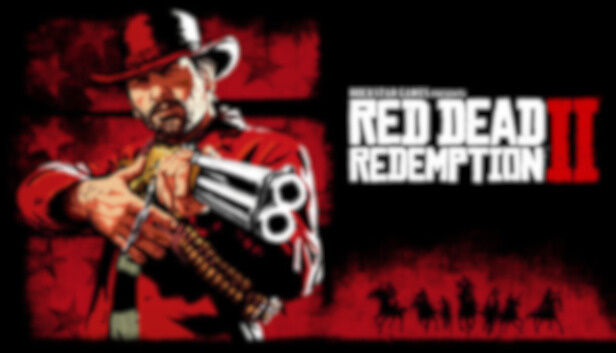 ROCKSTAR GAMES PRESENTS
RED DEAD
REDEMPTION II